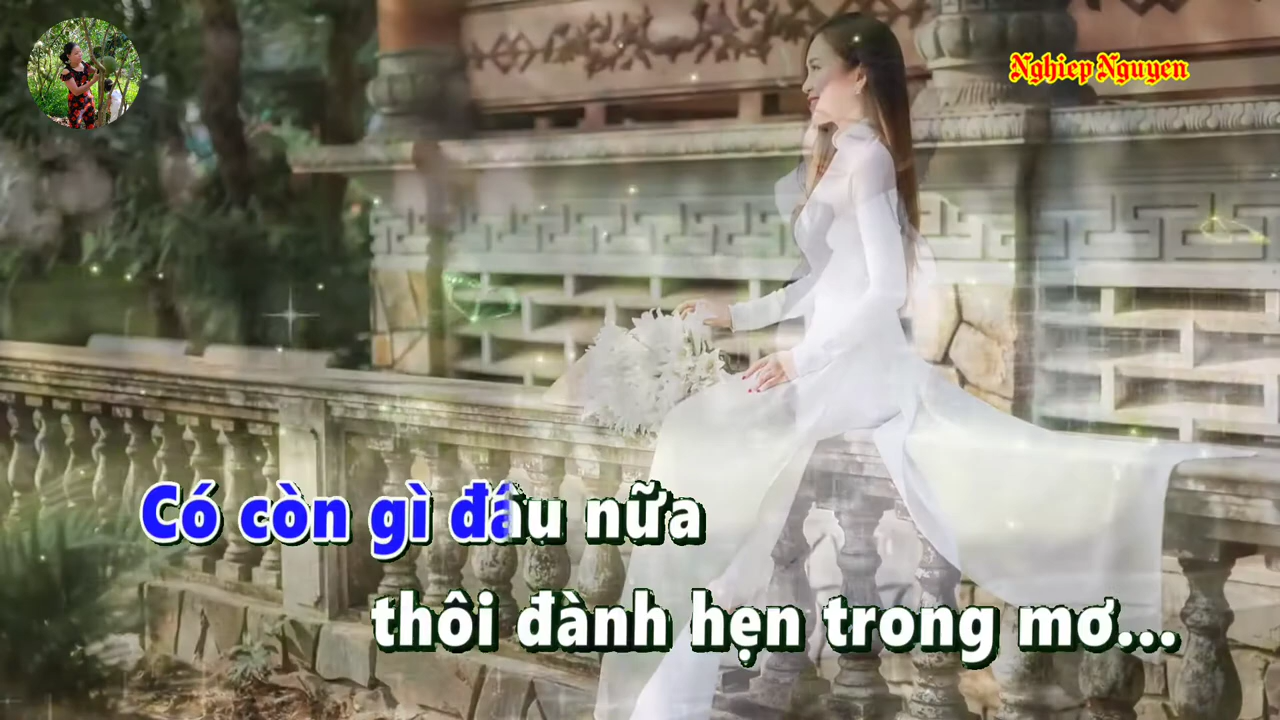 Nghiep Nguyen
Có còn gì đâu nữa
thôi đành hẹn trong mơ...